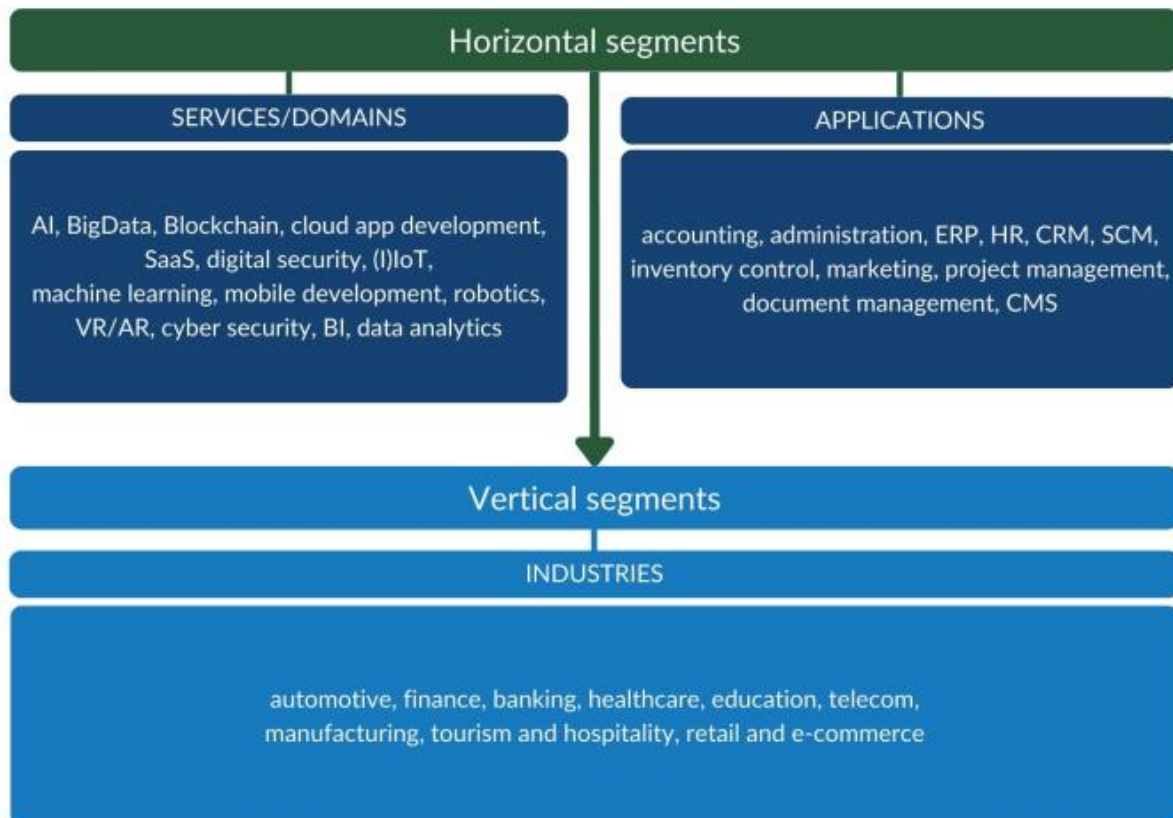 Horizontal segments
SERVICES/DOMAINS
AI, BigData, Blockchain, cloud app development,
SaaS, digital security, (I)IoT,
machine learning, mobile development, robotics,
VR/AR, cyber security, BI, data analytics
APPLICATIONS
accounting, administration, ERP, HR, CRM, SCM,
inventory control, marketing, project management,
document management, CMS
Vertical segments
INDUSTRIES
automotive, finance, banking, healthcare, education, telecom,
manufacturing, tourism and hospitality, retail and e-commerce